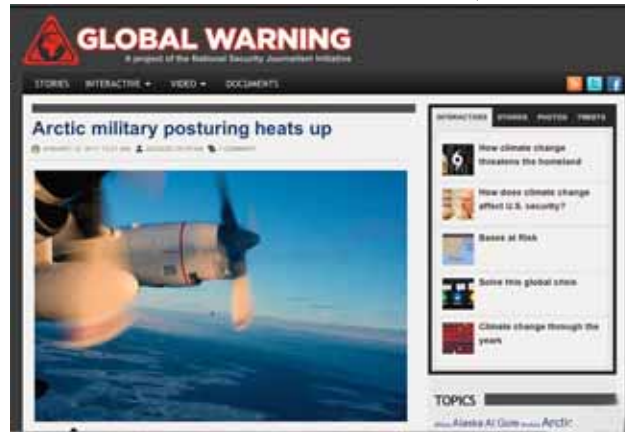 GLOBAL WARNING
A project of the National Security Journalism Initiative
STORIES INTERACTIVE VIDEO DOCUMENTS
Arctic military posturing heats up
INTERACTIVES STORIES PHOTOS TWEETS
How climate change
threatens the homeland
How does climate change
affect U.S. security?
Bases at Risk
Solve this global crisis
Climate change through the
years
TOPICS
Alaska Al Gore Arctic